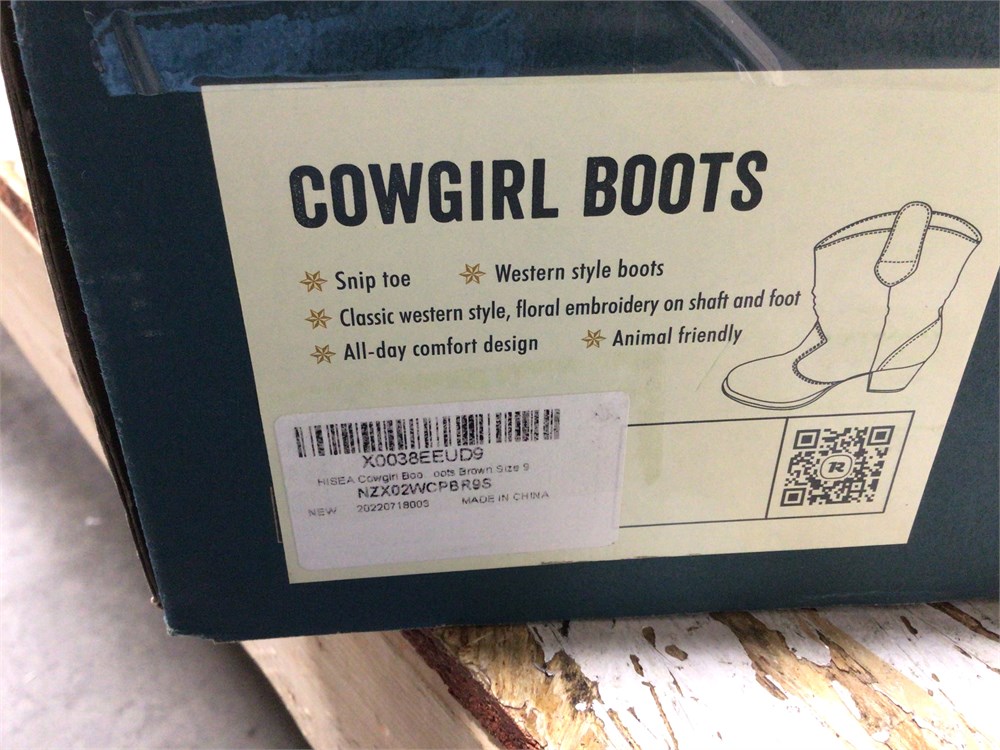 COWGIRL BOOTS
Snip toe Western style boots
Classic western style, floral embroidery on shaft and foot
All-day comfort design Animal friendly
X0038EEUD9
HISEA Cowgirl Boo oots Brown Size 9
NZX02WCPBR9S
NEW 20220718003 MADE IN CHINA
R